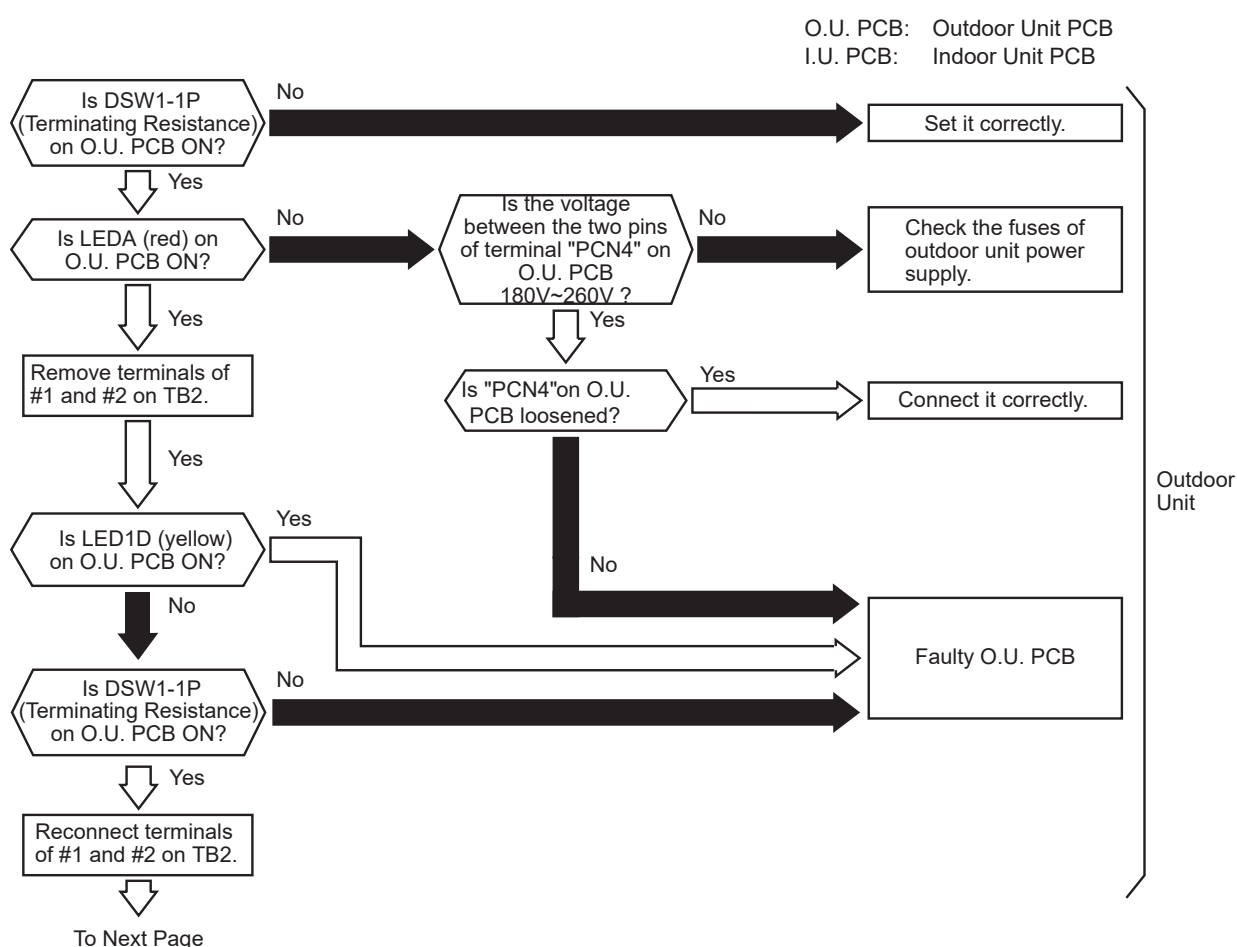 O.U. PCB: Outdoor Unit PCB
I.U. PCB: Indoor Unit PCB
Is DSW1-1P
(Terminating Resistance)
on O.U. PCB ON?
No
Set it correctly.
Yes
Is LEDA (red) on
O.U. PCB ON?
No
Is the voltage
between the two pins
of terminal "PCN4" on
O.U. PCB
180V~260V ?
No
Check the fuses of
outdoor unit power
supply.
Yes
Yes
Remove terminals of
#1 and #2 on TB2.
Is "PCN4"on O.U.
PCB loosened?
Yes
Connect it correctly.
Yes
Outdoor
Unit
Is LED1D (yellow)
on O.U. PCB ON?
Yes
No
No
Faulty O.U. PCB
Is DSW1-1P
(Terminating Resistance)
on O.U. PCB ON?
No
Yes
Reconnect terminals
of #1 and #2 on TB2.
To Next Page